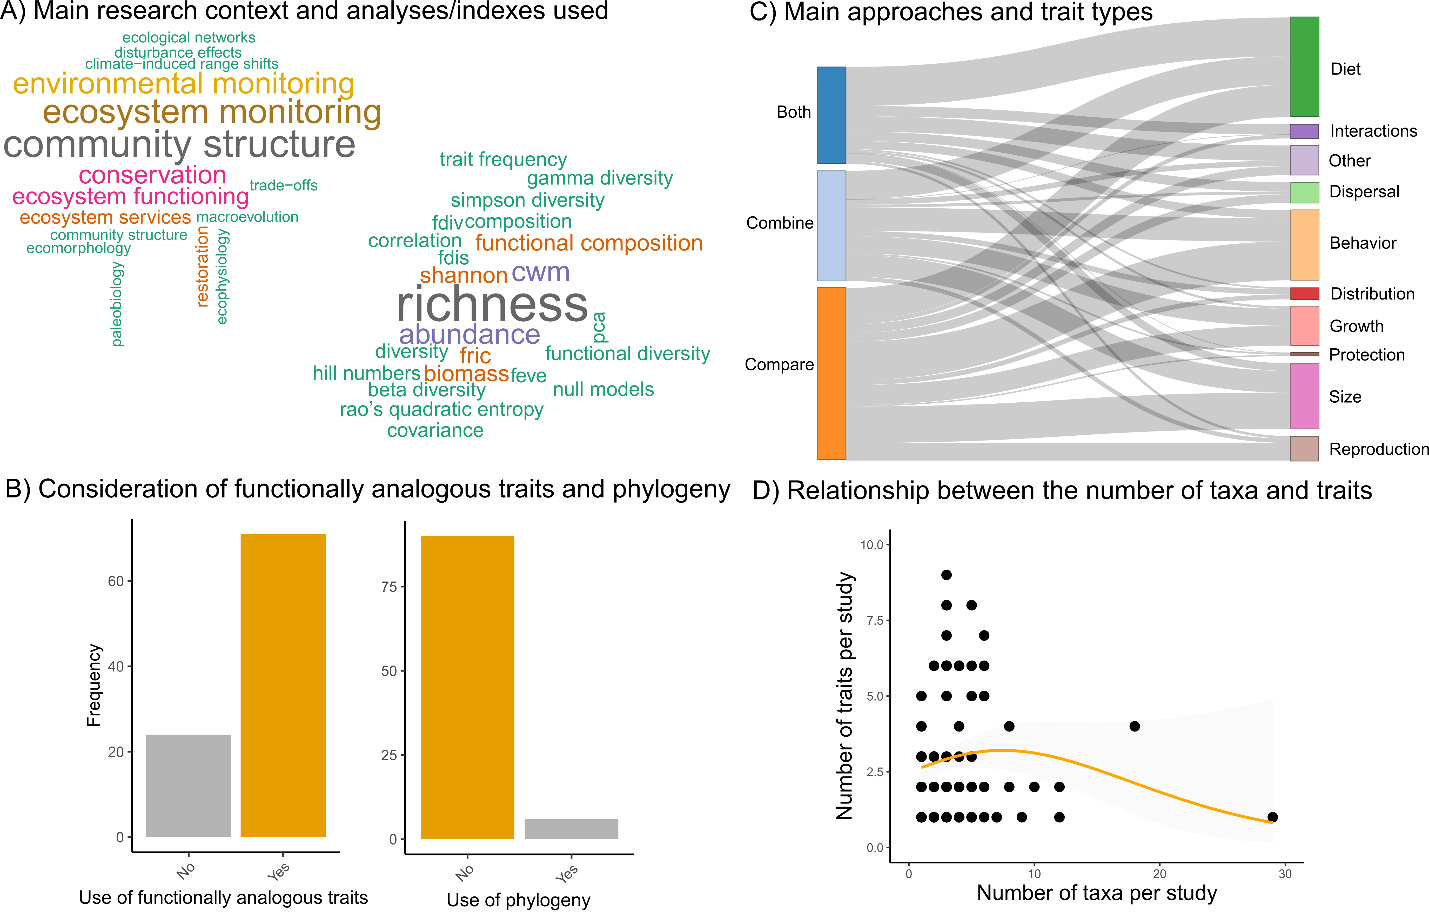 A) Main research context and analyses/indexes used
ecological networks
disturbance effects
climate−induced range shifts
environmental monitoring
ecosystem monitoring
community structure
conservation
trade−offs
ecosystem functioning
ecosystem services
macroevolution
community structure
ecomorphology
restoration
ecophysiology
paleobiology
trait frequency
gamma diversity
simpson diversity
fdiv
composition
correlation
functional composition
fdis
shannon
cwm
richness
abundance
pca
diversity
fric
functional diversity
hill numbers
biomass
feve
beta diversity
null models
rao's quadratic entropy
covariance
C) Main approaches and trait types
Both
Combine
Compare
Diet
Interactions
Other
Dispersal
Behavior
Distribution
Growth
Protection
Size
Reproduction
B) Consideration of functionally analogous traits and phylogeny
Frequency
60
40
20
0
No
Yes
Use of functionally analogous traits
75
50
25
0
No
Yes
Use of phylogeny
D) Relationship between the number of taxa and traits
Number of traits per study
10.0
7.5
5.0
2.5
0.0
0
10
20
30
Number of taxa per study